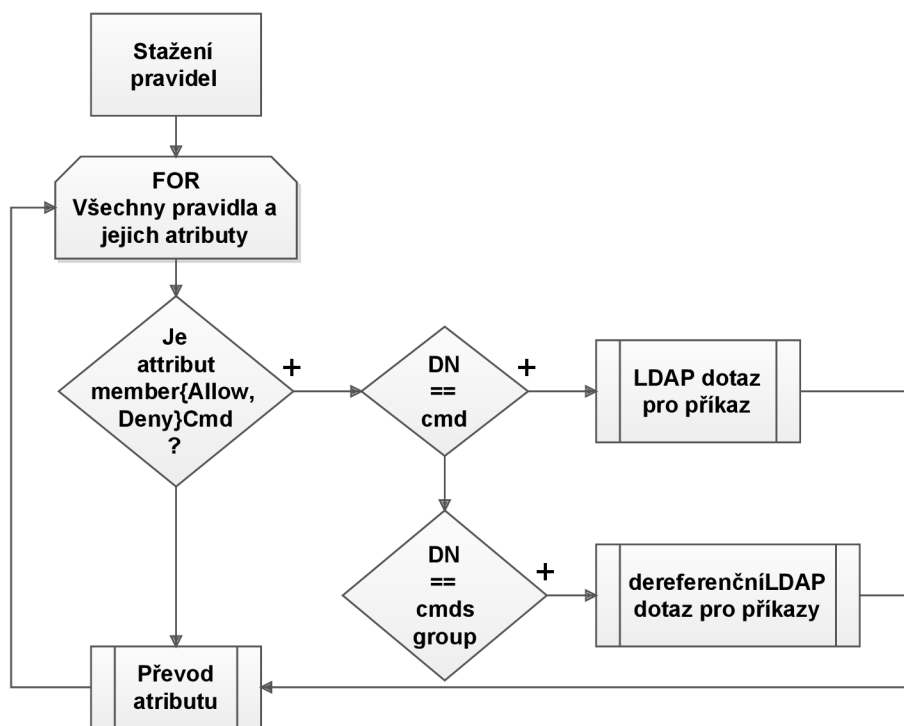 Stažení
pravidel
FOR
Všechny pravidla a
jejich atributy
Je
attribut
member{Allow,
Deny}Cmd
?
+
DN
==
cmd
+
LDAP dotaz
pro příkaz
DN
==
cmds
group
+
dereferenčníLDAP
dotaz pro příkazy
Převod
atributu